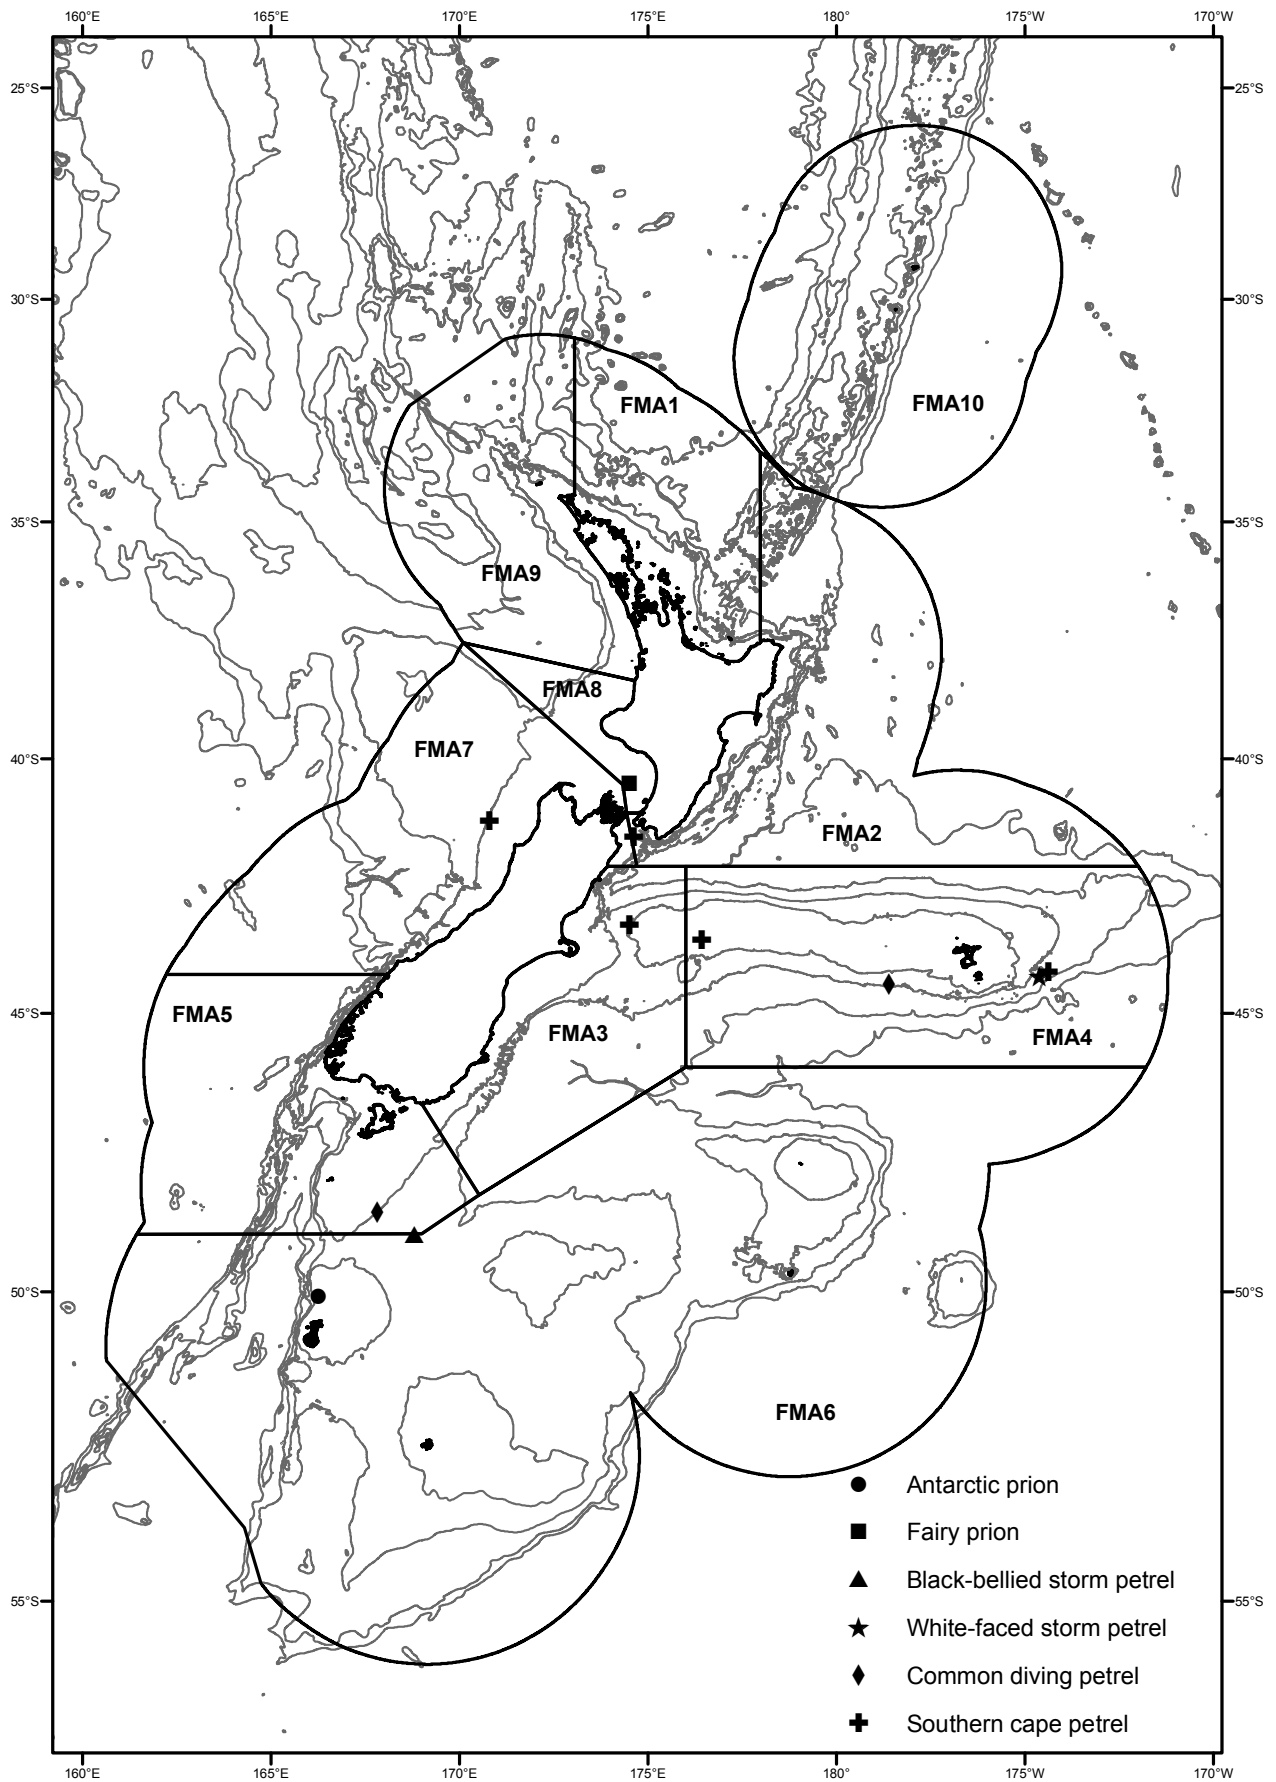 160°E 165°E 170°E 175°E 180° 175°W 170°W
25°S 25°S
30°S 30°S
FMA1
FMA10
35°S 35°S
FMA9
FMA8
FMA7
40°S 40°S
FMA2
FMA5
45°S 45°S
FMA3
FMA4
50°S 50°S
FMA6
Antarctic prion
Fairy prion
Black-bellied storm petrel
55°S 55°S
White-faced storm petrel
Common diving petrel
Southern cape petrel
160°E 165°E 170°E 175°E 180° 175°W 170°W